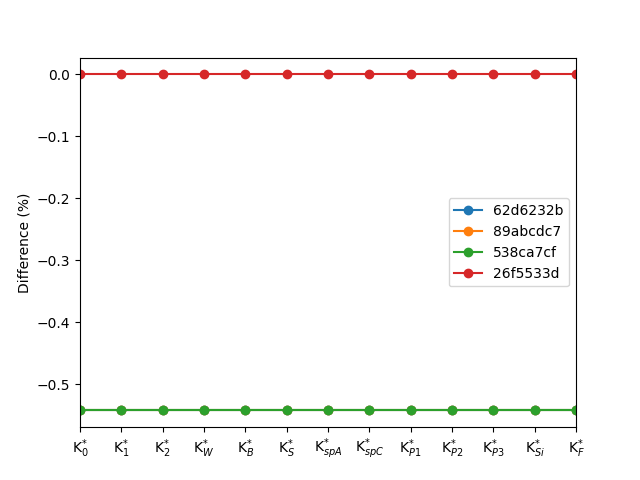 Difference (%)
0.0
−0.1
−0.2
−0.3
−0.4
−0.5
62d6232b
89abcdc7
538ca7cf
26f5533d
K*0 K*1 K*2 K*W K*B K*S K*spA K*spC K*P1 K*P2 K*P3 K*Si K*F